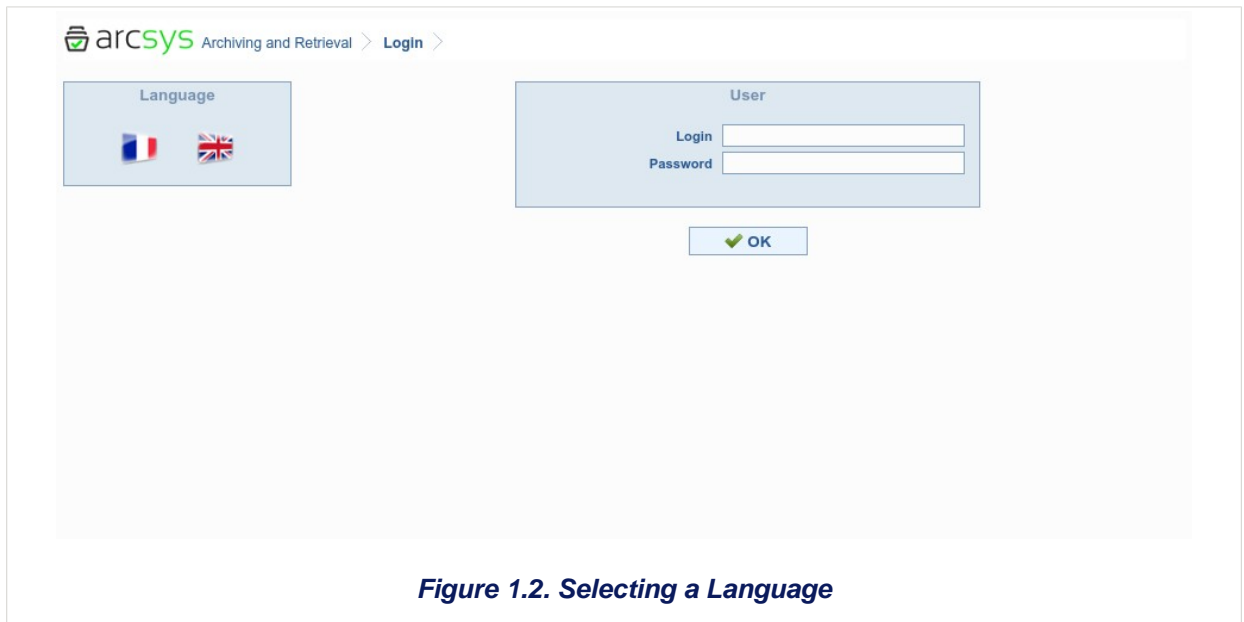 arcsys Archiving and Retrieval Login
Language
User
Login
Password
OK
Figure 1.2. Selecting a Language